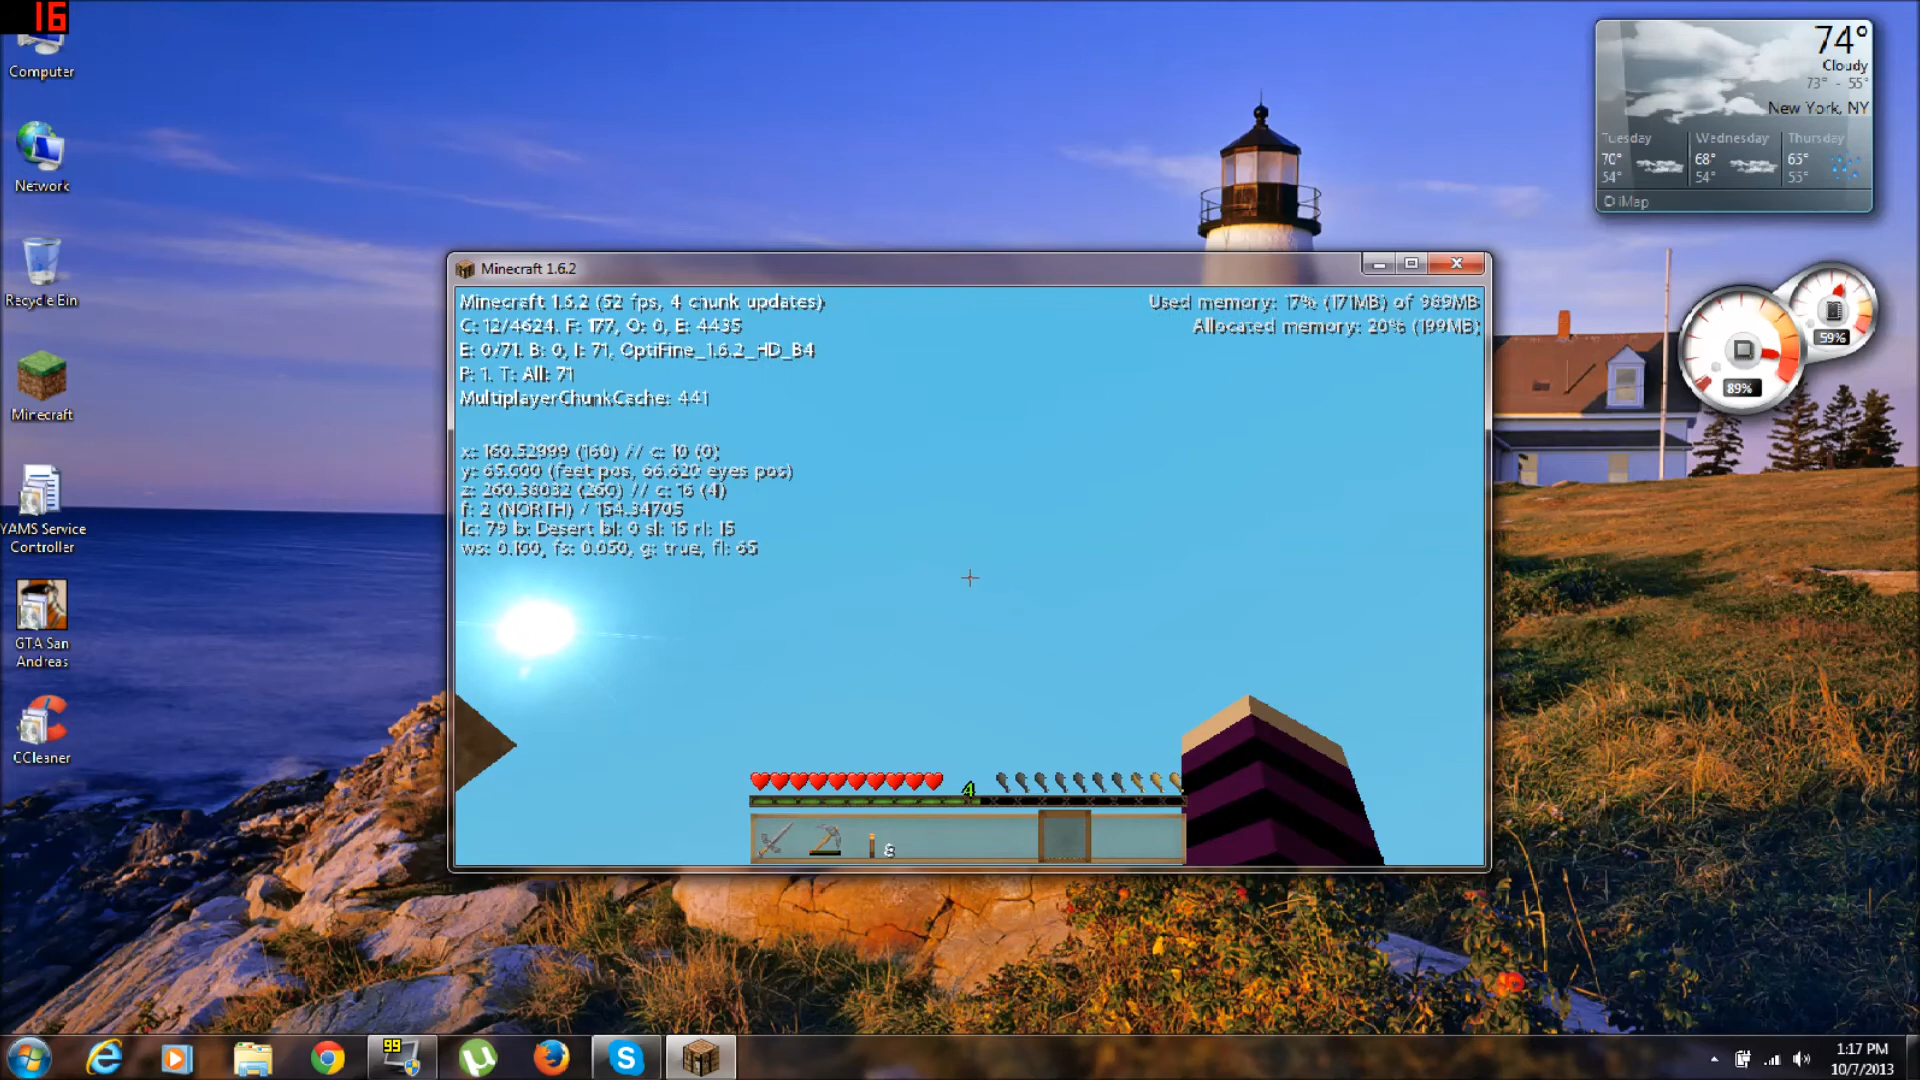 16
Computer
Network
Recycle Bin
Minecraft
YAMS Service
Controller
GTA San
Andreas
CCleaner
74°
Cloudy
73° - 55°
New York, NY
Tuesday
Wednesday
Thursday
70°
54°
68°
54°
65°
55°
© iMap
59%
89%
Minecraft 1.6.2
Minecraft 1.6.2 (52 fps, 4 chunk updates)
C: 12/4624. F: 177, O: 0, E: 4435
E: 0/71. B: 0, I: 71, OptiFine_1.6.2_HD_B4
P: 1. T: All: 71
MultiplayerChunkCache: 441
Used memory: 17% (171MB) of 989MB
Allocated memory: 20% (199MB)
x: 160.52999 (160) // c: 10 (0)
y: 65.000 (feet pos, 66.620 eyes pos)
z: 260.38032 (260) // c: 16 (4)
f: 2 (NORTH) / 154.34705
lc: 79 b: Desert bl: 0 sl: 15 rl: 15
ws: 0.100, fs: 0.050, g: true, fl: 65
4
8
99
1:17 PM
10/7/2013